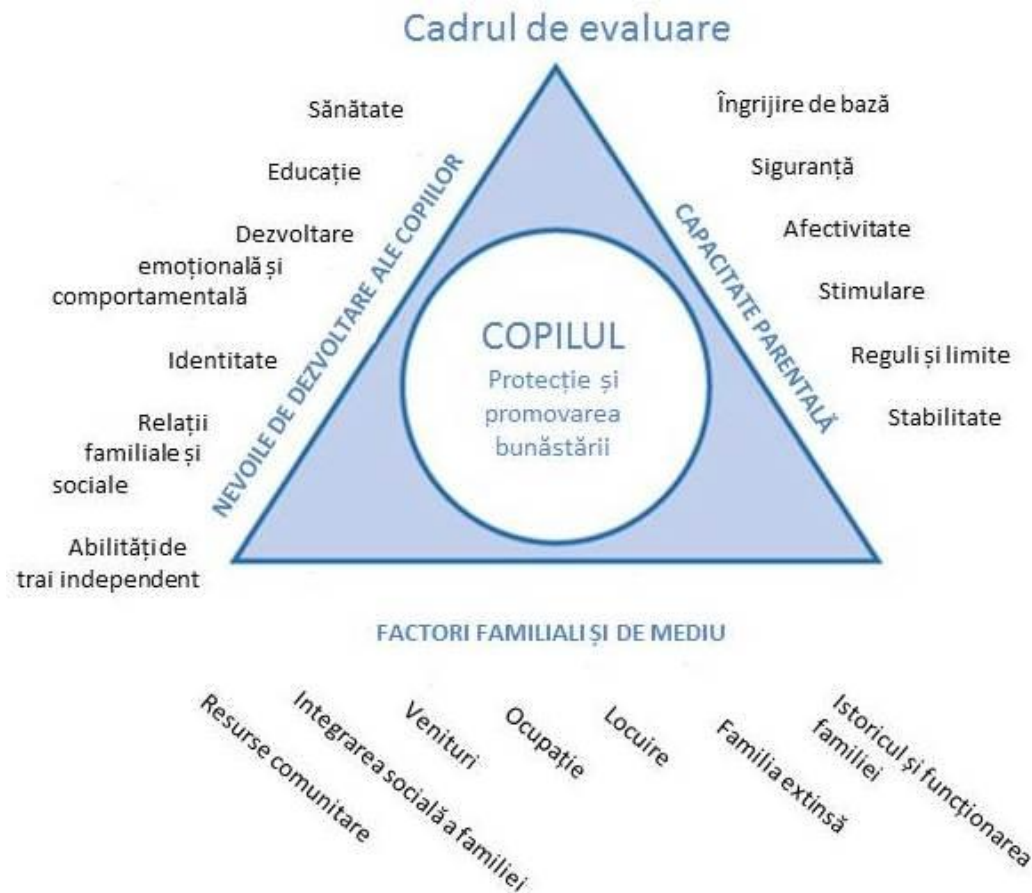 Cadrul de evaluare
Sănătate
Educație
Dezvoltare
emoțională și
comportamentală
Identitate
Relații
familiale și
sociale
Abilități de
trai independent
NEVOILE DE DEZVOLTARE ALE COPIILOR
COPILUL
Protecție și
promovarea
bunăstării
CAPACITATE PARENTALĂ
Îngrijire de bază
Siguranță
Afectivitate
Stimulare
Reguli și limite
Stabilitate
FACTORI FAMILIALI ȘI DE MEDIU
Resurse comunitare
Integrarea socială a familiei
Venituri
Ocupație
Locuire
Familia extinsă
Istoricul și funcționarea
familiei